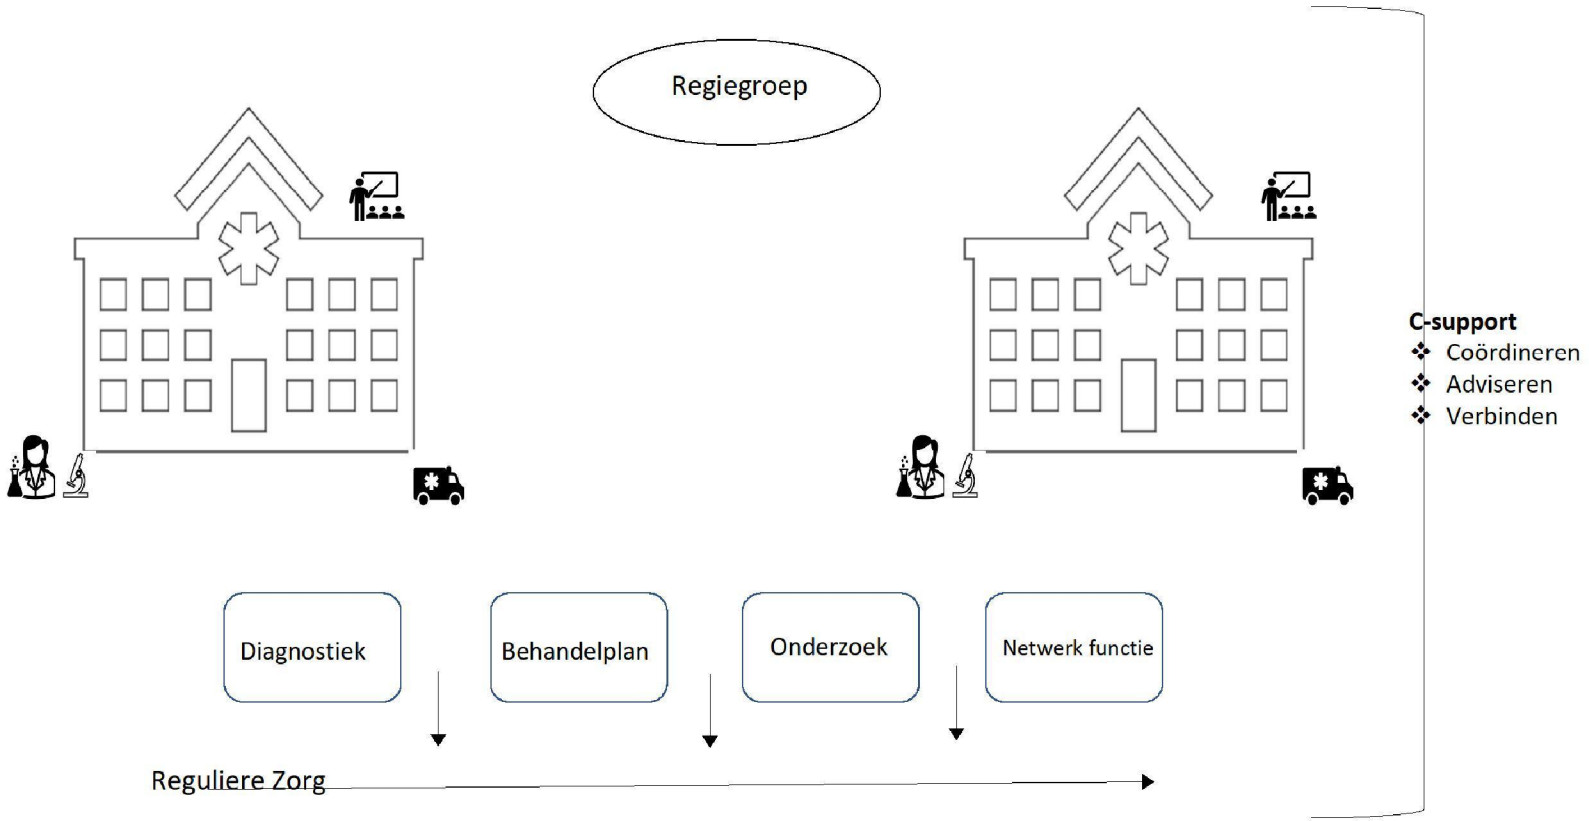 Regiegroep
C-support
❖ Coördineren
❖ Adviseren
❖ Verbinden
Diagnostiek
Behandelplan
Onderzoek
Netwerk functie
Reguliere Zorg